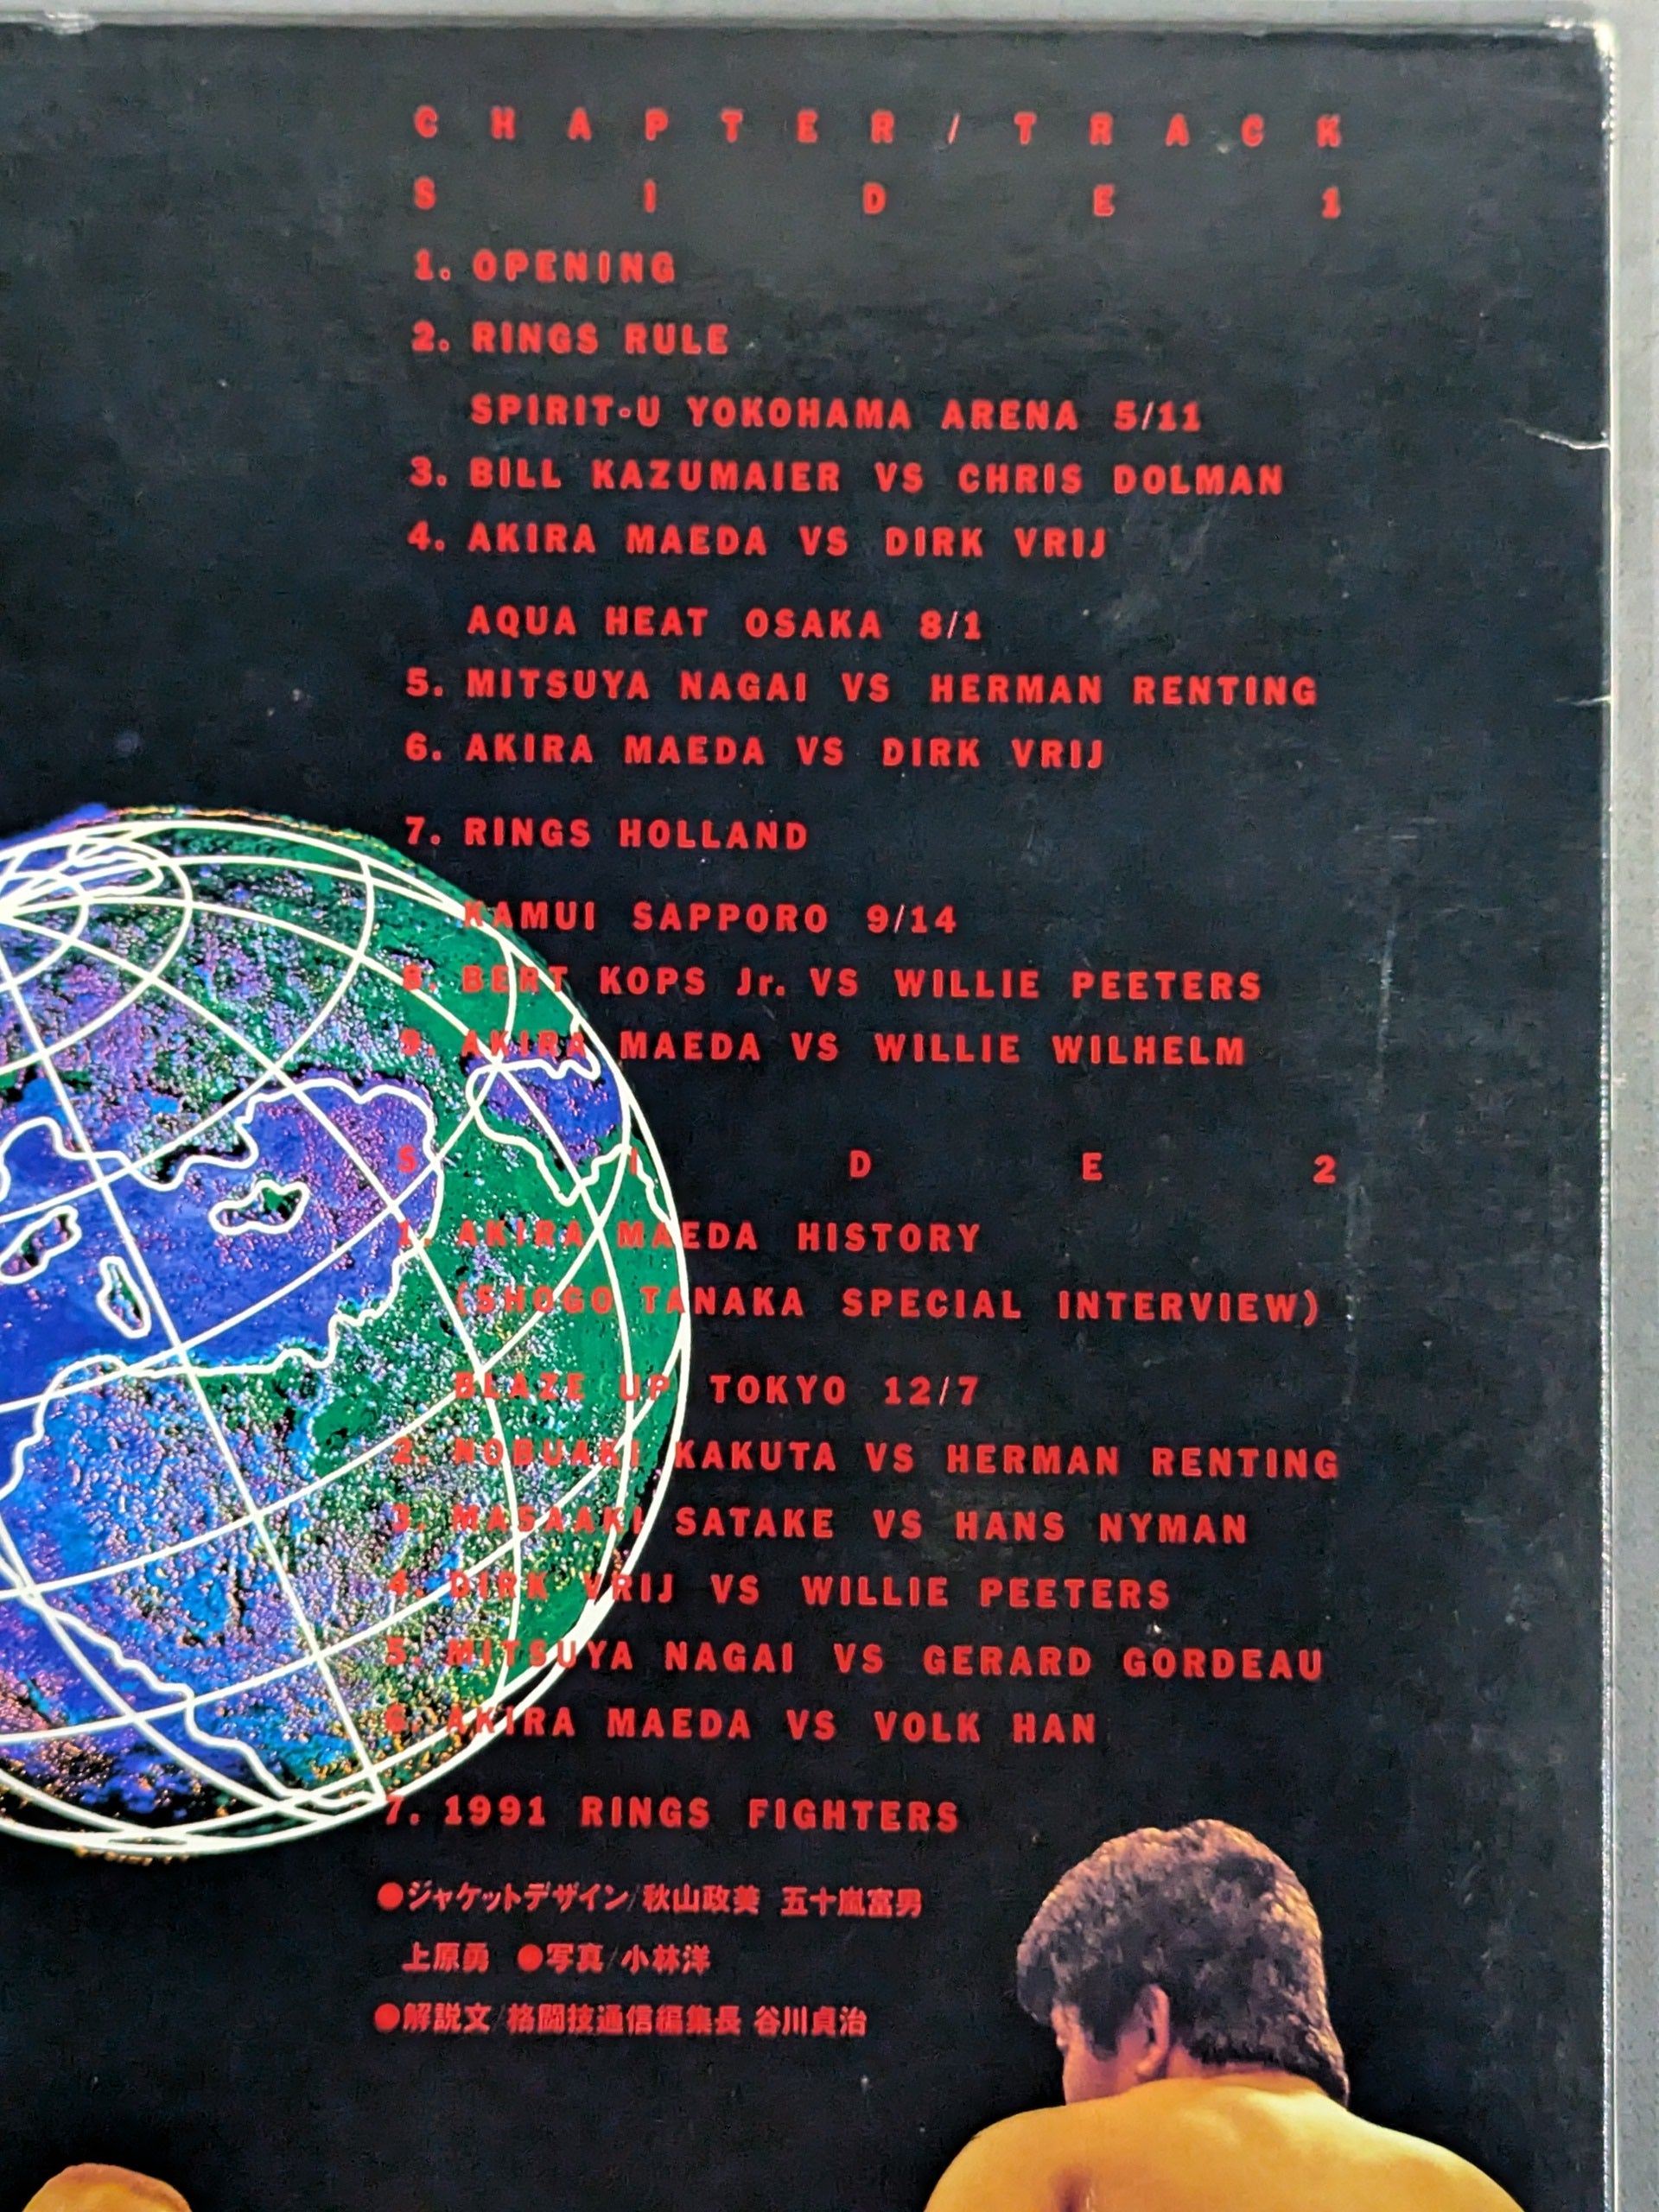 CHAPTER/TRACK
SIDE1
1. OPENING
2. RINGS RULE
SPIRIT-U YOKOHAMA ARENA 5/11
3. BILL KAZUMAIER VS CHRIS DOLMAN
4. AKIRA MAEDA VS DIRK VRIJ
AQUA HEAT OSAKA 8/1
5. MITSUYA NAGAI VS HERMAN RENTING
6. AKIRA MAEDA VS DIRK VRIJ
7. RINGS HOLLAND
KAMUI SAPPORO 9/14
8. BERT KOPS Jr. VS WILLIE PEETERS
9. AKIRA MAEDA VS WILLIE WILHELM
SIDE2
1. AKIRA MAEDA HISTORY
(SHOGO TANAKA SPECIAL INTERVIEW)
BLAZE UP TOKYO 12/7
2. NOBUAKI KAKUTA VS HERMAN RENTING
3. MASAAKI SATAKE VS HANS NYMAN
4. DIRK VRIJ VS WILLIE PEETERS
5. MITSUYA NAGAI VS GERARD GORDEAU
6. AKIRA MAEDA VS VOLK HAN
7. 1991 RINGS FIGHTERS
●ジャケットデザイン/秋山政美 五十嵐富男
上原勇 ●写真/小林洋
●解説文/格闘技通信編集長 谷川貞治